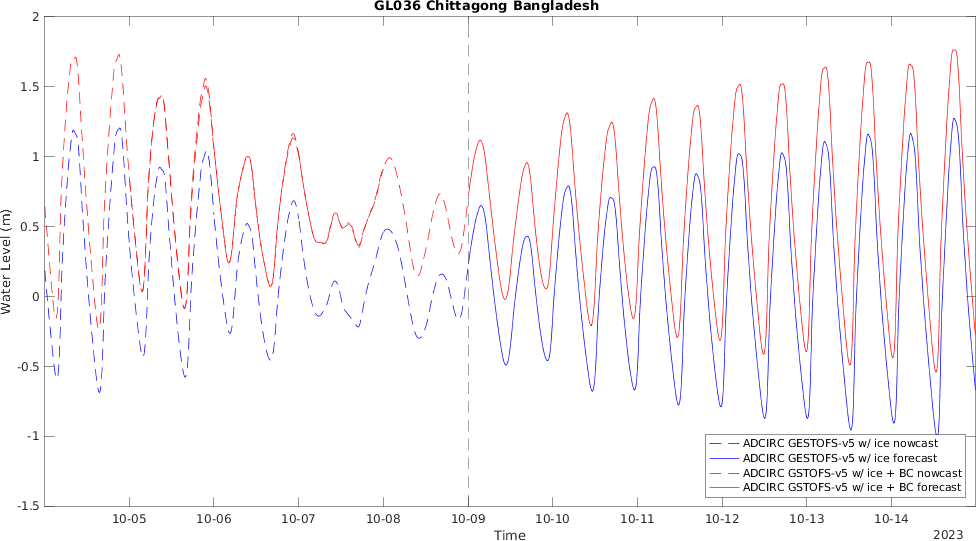 GL036 Chittagong Bangladesh
Water Level (m)
2
1.5
1
0.5
0
-0.5
-1
-1.5
10-05 10-06 10-07 10-08 10-09 10-10 10-11 10-12 10-13 10-14
Time
2023
ADCIRC GESTOFS-v5 w/ ice nowcast
ADCIRC GESTOFS-v5 w/ ice forecast
ADCIRC GSTOFS-v5 w/ ice + BC nowcast
ADCIRC GSTOFS-v5 w/ ice + BC forecast